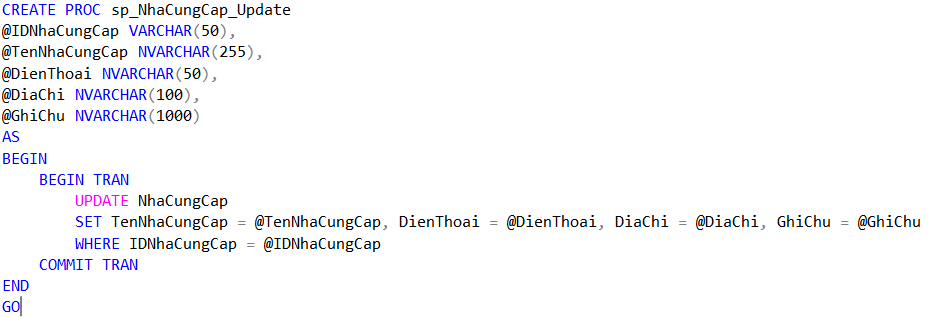 CREATE PROC sp_NhaCungCap_Update
@IDNhaCungCap VARCHAR(50),
@TenNhaCungCap NVARCHAR(255),
@DienThoai NVARCHAR(50),
@DiaChi NVARCHAR(100),
@GhiChu NVARCHAR(1000)
AS
BEGIN
    BEGIN TRAN
        UPDATE NhaCungCap
        SET TenNhaCungCap = @TenNhaCungCap, DienThoai = @DienThoai, DiaChi = @DiaChi, GhiChu = @GhiChu
        WHERE IDNhaCungCap = @IDNhaCungCap
    COMMIT TRAN
END
GO